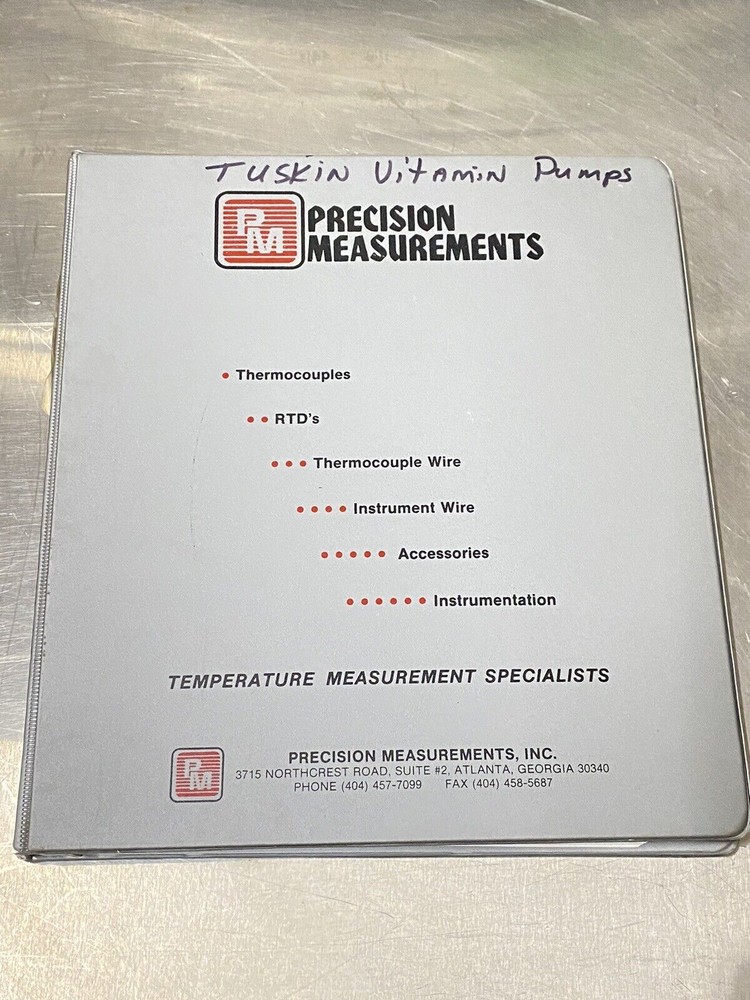 TUSKiN ViTAMiN PumPs
PM
PRECISION
MEASUREMENTS
• Thermocouples
• • RTD's
• • • Thermocouple Wire
• • • • Instrument Wire
• • • • • Accessories
• • • • • • Instrumentation
TEMPERATURE MEASUREMENT SPECIALISTS
PM
PRECISION MEASUREMENTS, INC.
3715 NORTHCREST ROAD, SUITE #2, ATLANTA, GEORGIA 30340
PHONE (404) 457-7099 FAX (404) 458-5687